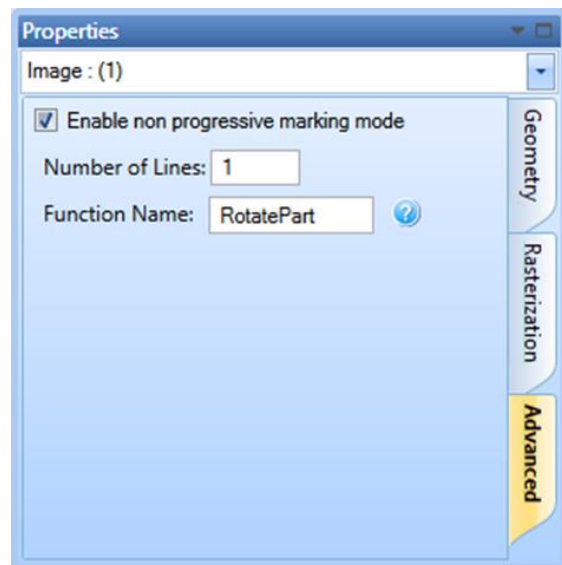 Properties
Image : (1)
Enable non progressive marking mode
Number of Lines: 1
Function Name: RotatePart
?
Geometry
Rasterization
Advanced